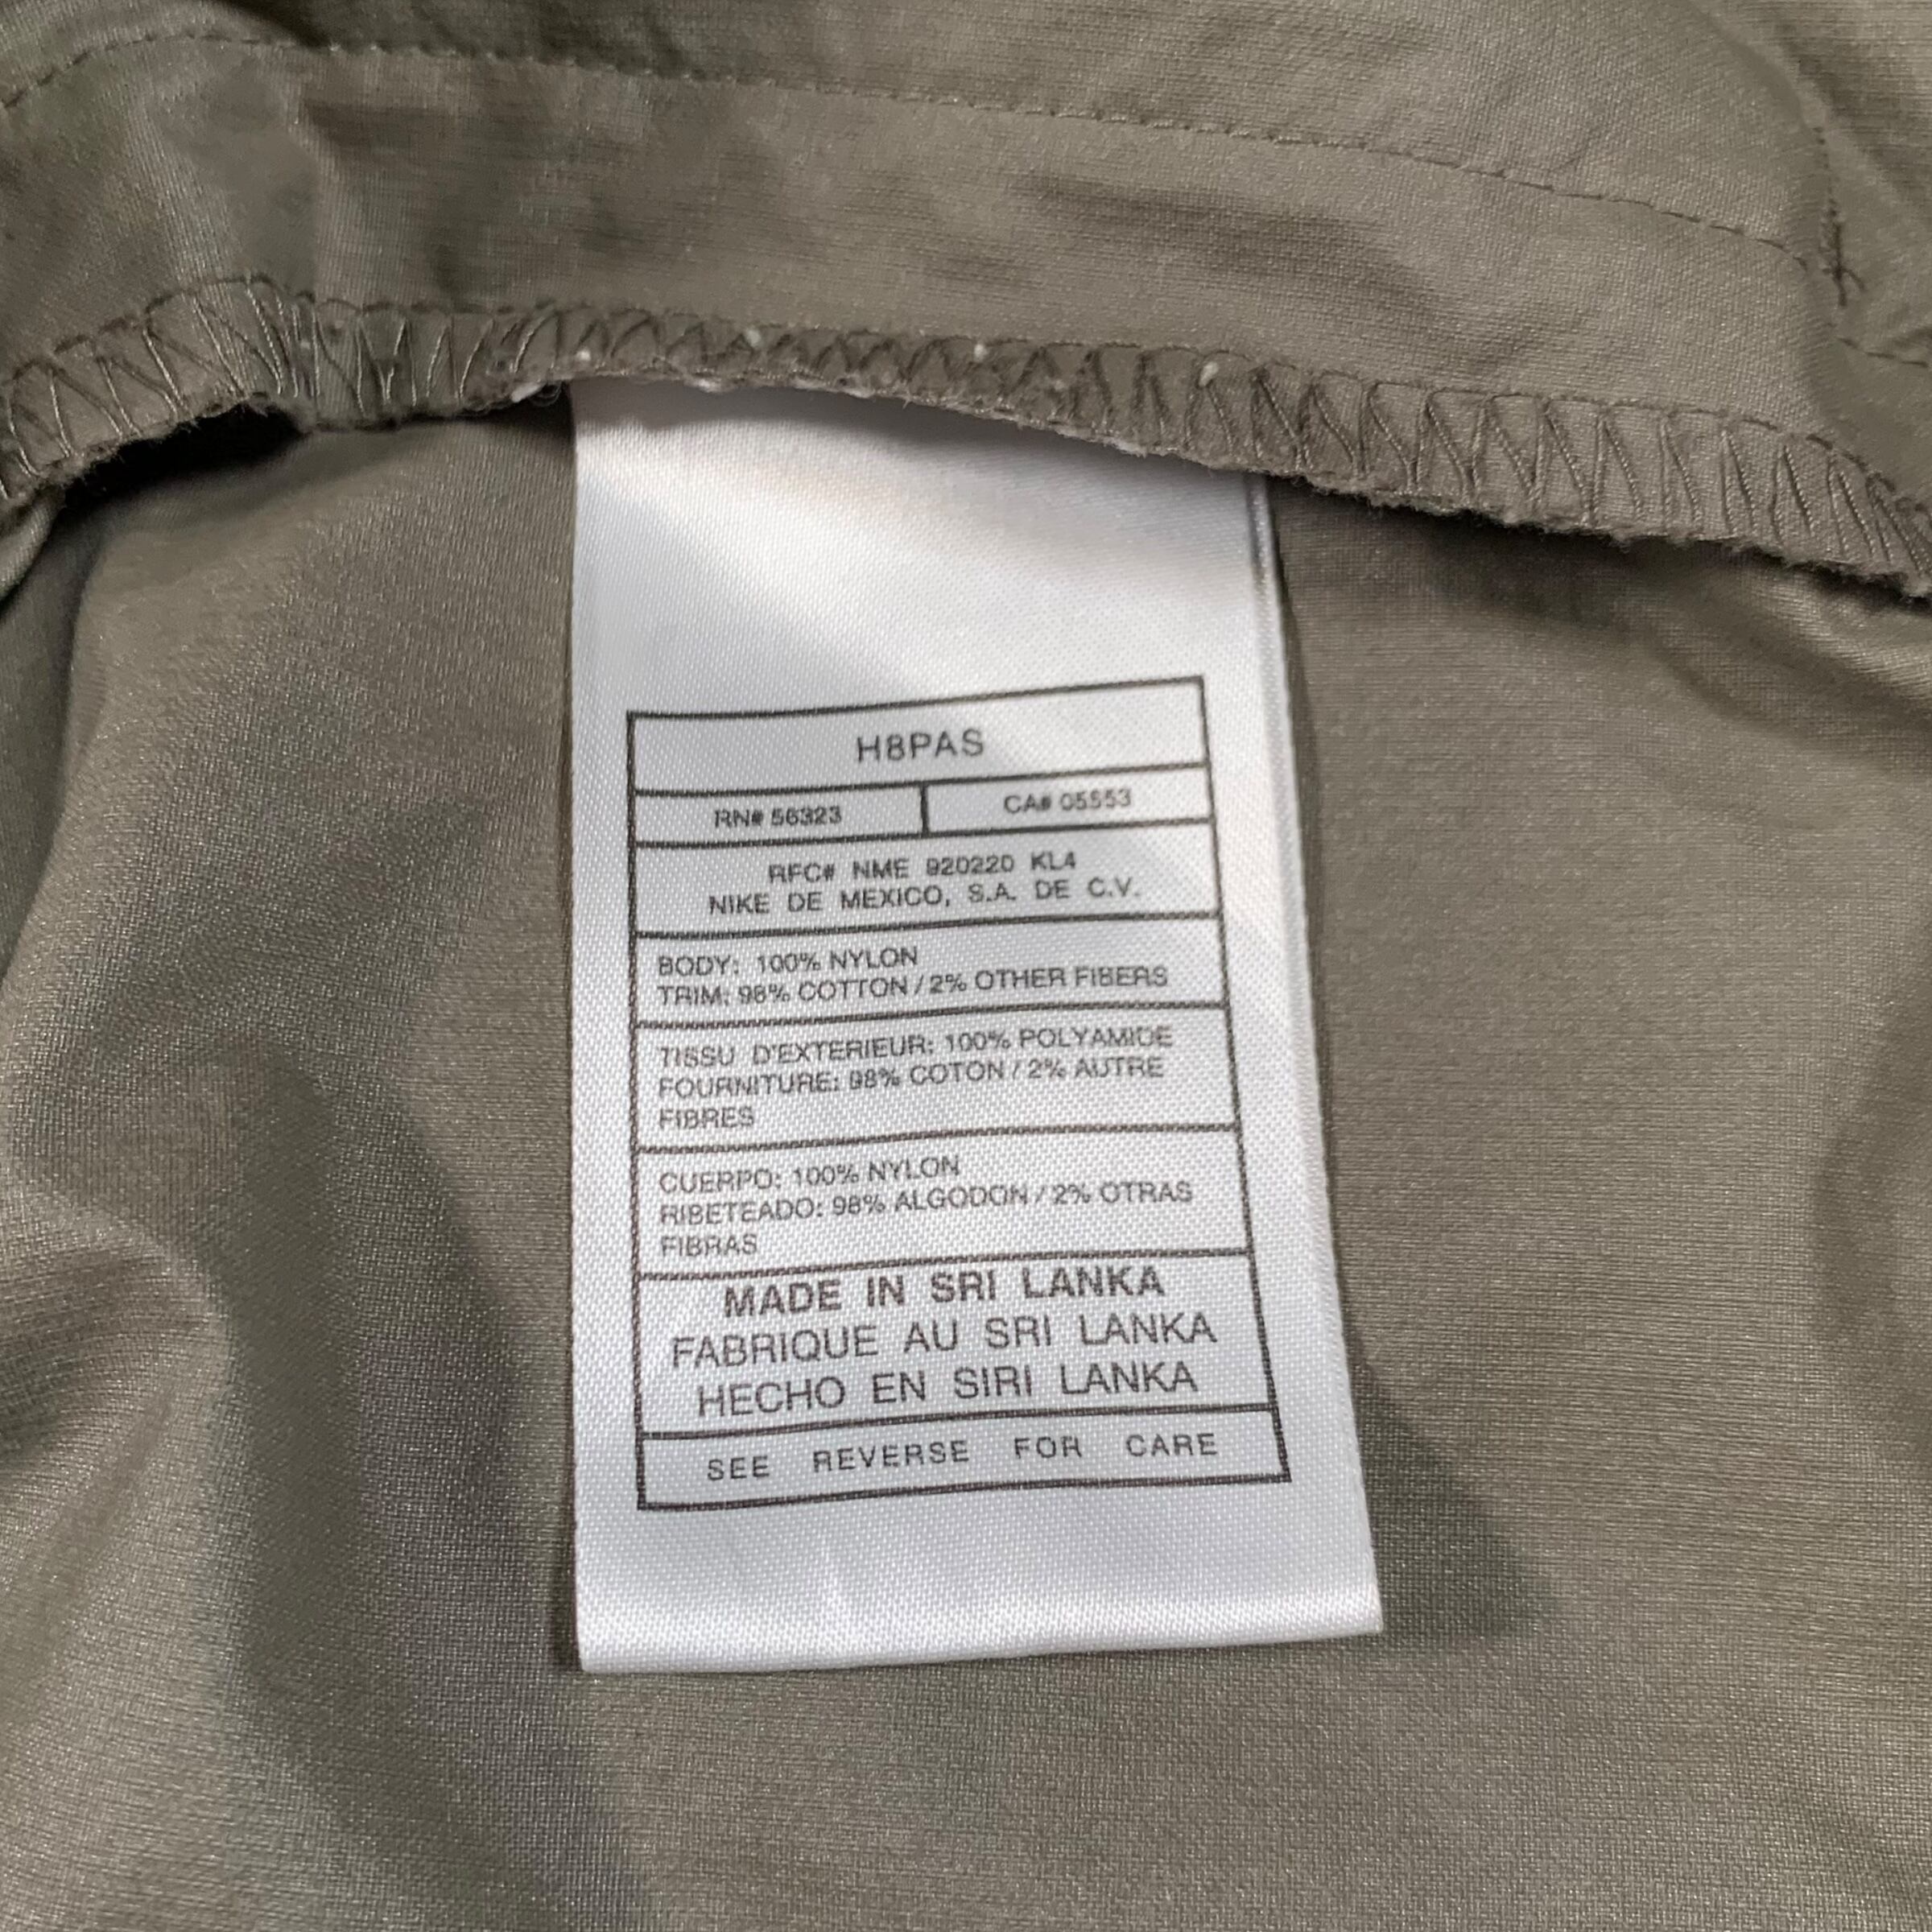 H8PAS
RN# 56323 CA# 05553
RFC# NME 920220 KL4
NIKE DE MEXICO, S.A. DE C.V.
BODY: 100% NYLON
TRIM: 98% COTTON / 2% OTHER FIBERS
TISSU D'EXTERIEUR: 100% POLYAMIDE
FOURNITURE: 98% COTON / 2% AUTRE
FIBRES
CUERPO: 100% NYLON
RIBETEADO: 98% ALGODON / 2% OTRAS
FIBRAS
MADE IN SRI LANKA
FABRIQUE AU SRI LANKA
HECHO EN SIRI LANKA
SEE REVERSE FOR CARE